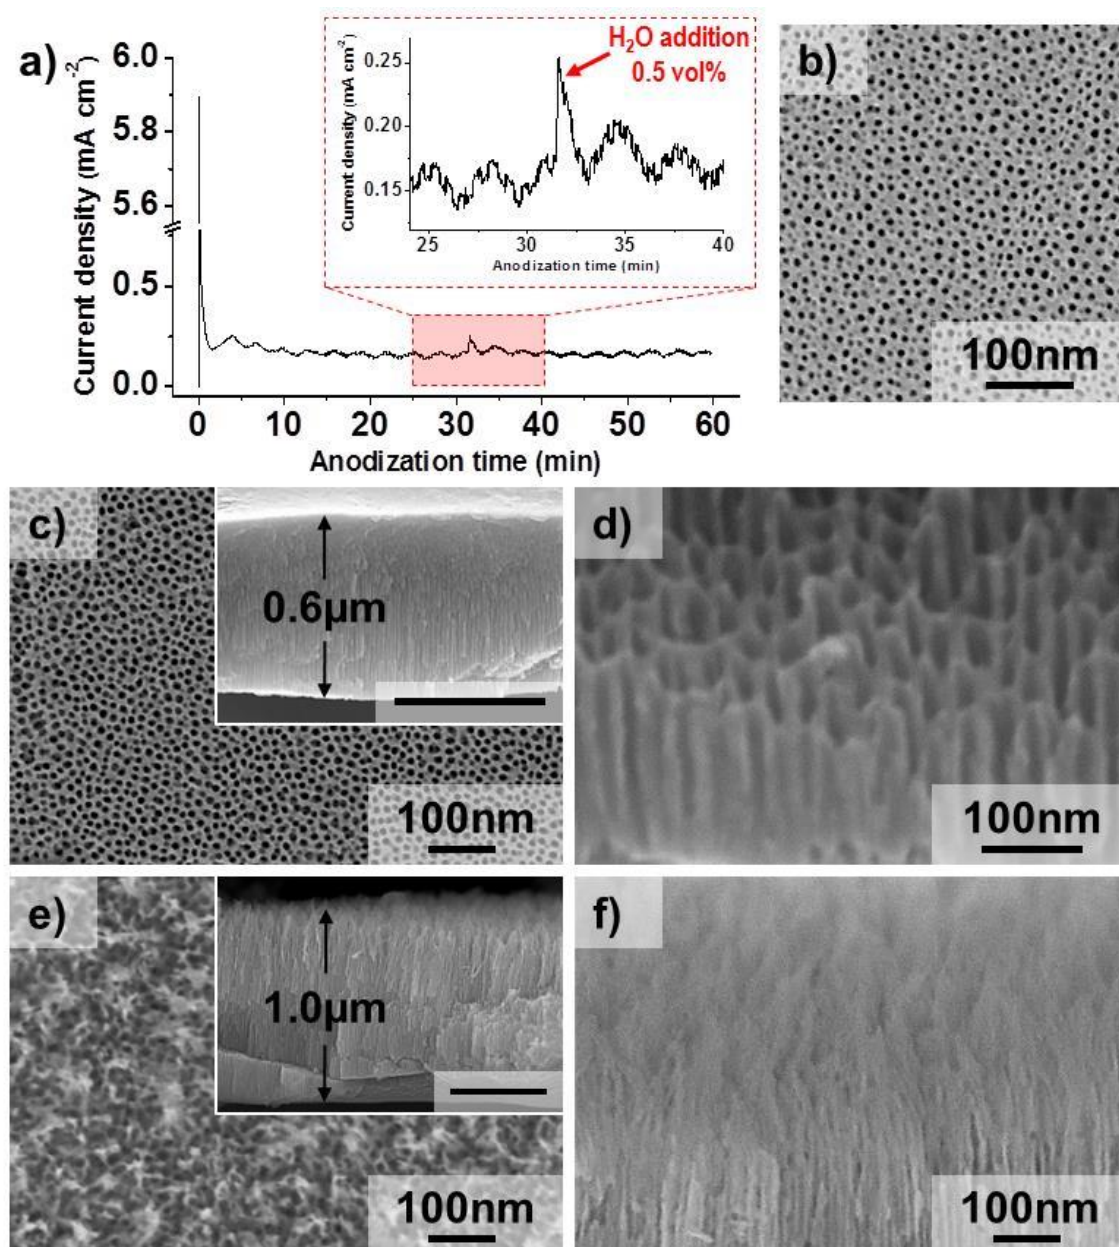 a)
6.0
5.8
5.6
0.5
0.0
Current density (mA cm-2)
0 10 20 30 40 50 60
Anodization time (min)
H2O addition
0.5 vol%
0.25
0.20
0.15
Current density (mA cm-2)
25 30 35 40
Anodization time (min)
b)
100nm
c)
0.6µm
100nm
d)
100nm
e)
1.0µm
100nm
f)
100nm